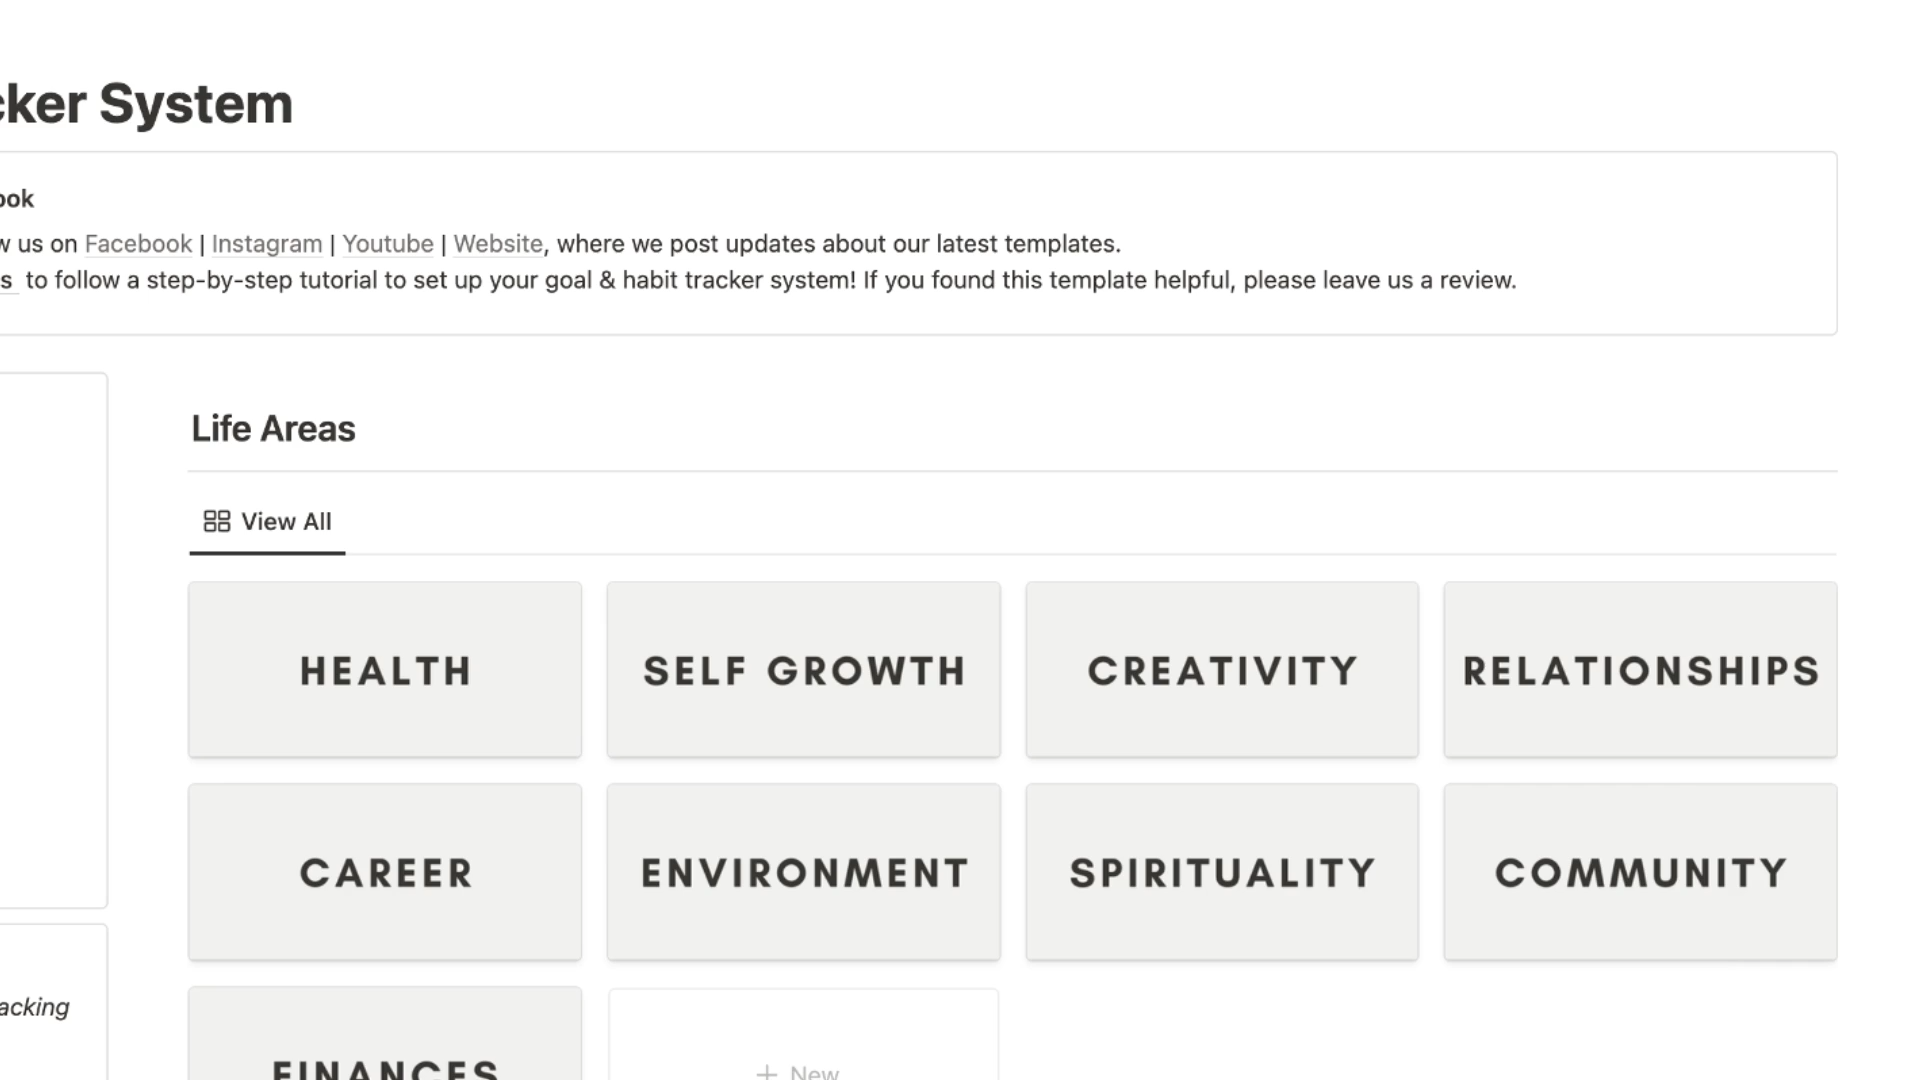 cker System
ook
w us on Facebook | Instagram | Youtube | Website, where we post updates about our latest templates.
s to follow a step-by-step tutorial to set up your goal & habit tracker system! If you found this template helpful, please leave us a review.
Life Areas
View All
HEALTH
SELF GROWTH
CREATIVITY
RELATIONSHIPS
CAREER
ENVIRONMENT
SPIRITUALITY
COMMUNITY
acking
FINANCES
+ New